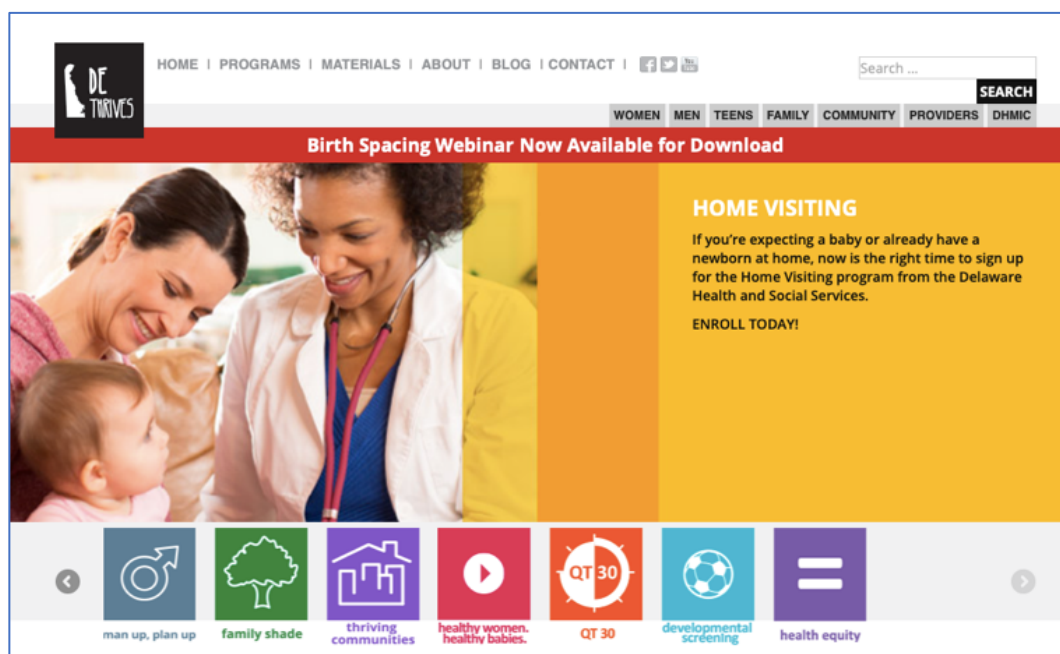 DE
THRIVES
HOME | PROGRAMS | MATERIALS | ABOUT | BLOG | CONTACT |
Search ...
SEARCH
WOMEN MEN TEENS FAMILY COMMUNITY PROVIDERS DHMIC
Birth Spacing Webinar Now Available for Download
HOME VISITING
If you're expecting a baby or already have a
newborn at home, now is the right time to sign up
for the Home Visiting program from the Delaware
Health and Social Services.
ENROLL TODAY!
QT 30
man up, plan up
family shade
thriving
communities
healthy women.
healthy babies.
QT 30
developmental
screening
health equity